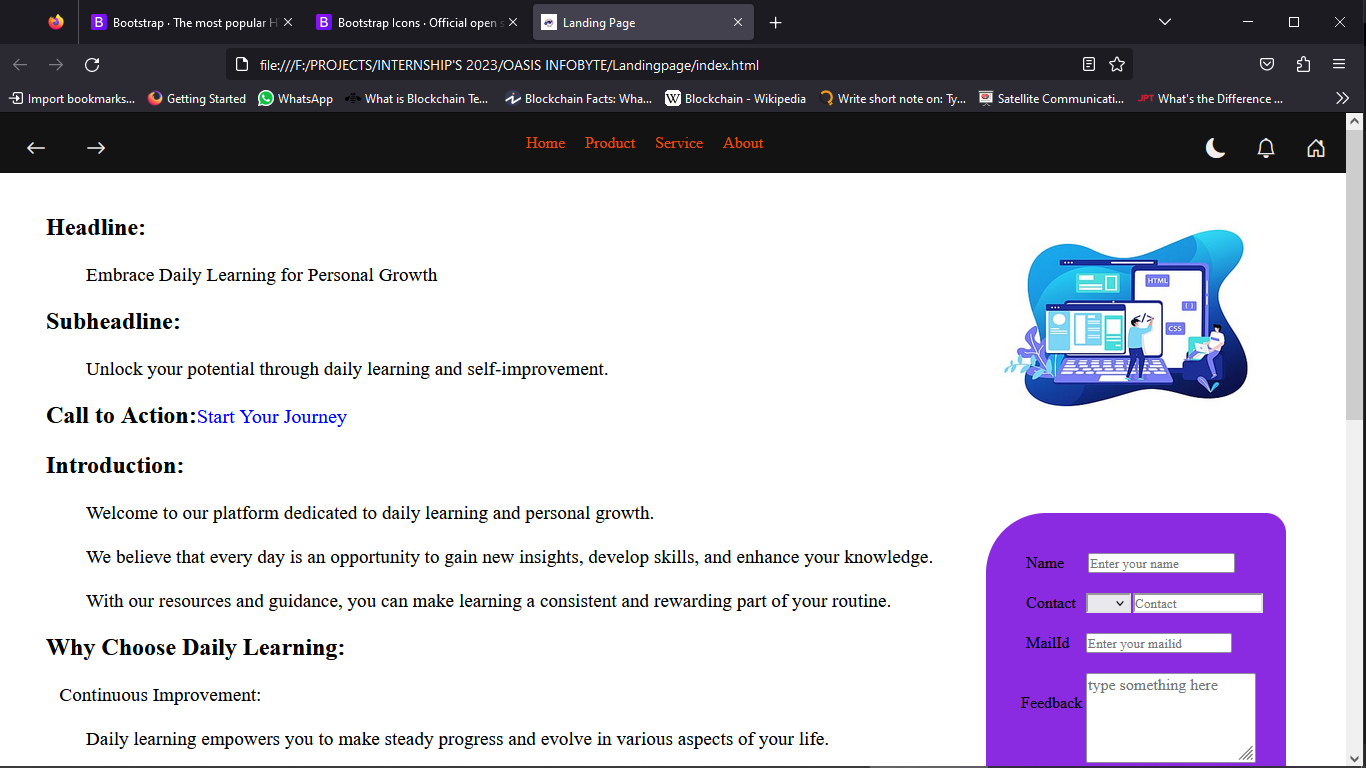 Bootstrap · The most popular H
Bootstrap Icons · Official open s
Landing Page
file:///F:/PROJECTS/INTERNSHIP'S 2023/OASIS INFOBYTE/Landingpage/index.html
Import bookmarks...
Getting Started
WhatsApp
What is Blockchain Te...
Blockchain Facts: Wha...
Blockchain - Wikipedia
Write short note on: Ty...
Satellite Communicati...
JPT What's the Difference ...
Home Product Service About
Headline:
Embrace Daily Learning for Personal Growth
Subheadline:
Unlock your potential through daily learning and self-improvement.
Call to Action:Start Your Journey
Introduction:
Welcome to our platform dedicated to daily learning and personal growth.
We believe that every day is an opportunity to gain new insights, develop skills, and enhance your knowledge.
With our resources and guidance, you can make learning a consistent and rewarding part of your routine.
Why Choose Daily Learning:
Continuous Improvement:
Daily learning empowers you to make steady progress and evolve in various aspects of your life.
HTML
{ }
</>
CSS
Name Enter your name
Contact Contact
MailId Enter your mailid
Feedback type something here